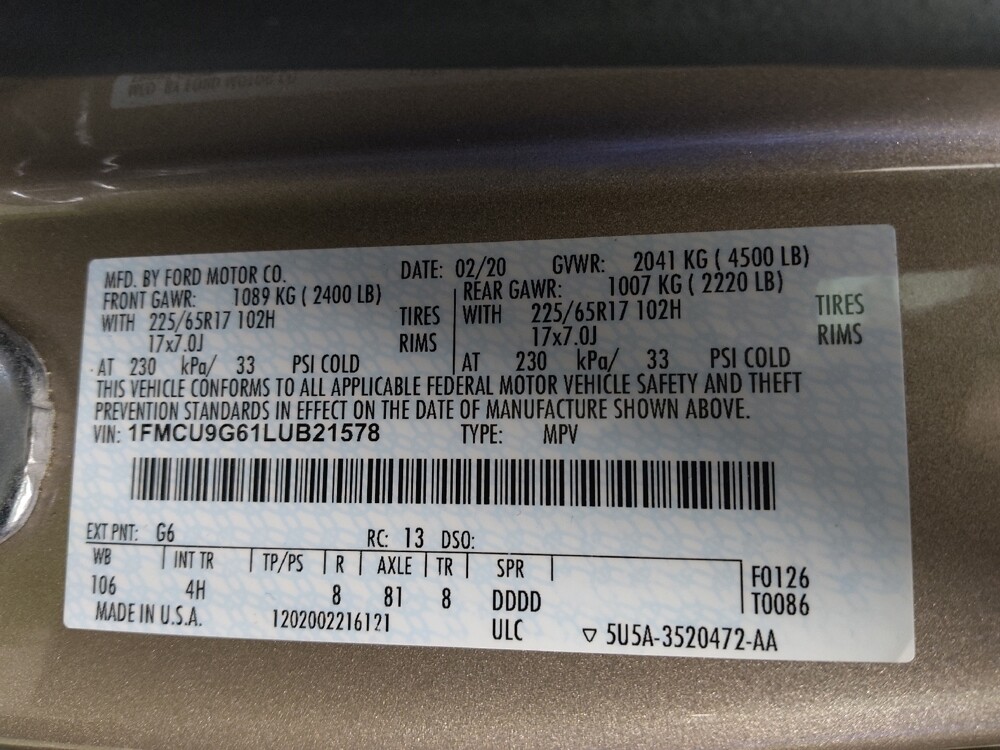 MFD. BY FORD MOTOR CO. DATE: 02/20 GVWR: 2041 KG ( 4500 LB)
FRONT GAWR: 1089 KG ( 2400 LB) REAR GAWR: 1007 KG ( 2220 LB)
WITH 225/65R17 102H TIRES WITH 225/65R17 102H TIRES
17x7.0J RIMS 17x7.0J RIMS
AT 230 kPa/ 33 PSI COLD AT 230 kPa/ 33 PSI COLD
THIS VEHICLE CONFORMS TO ALL APPLICABLE FEDERAL MOTOR VEHICLE SAFETY AND THEFT
PREVENTION STANDARDS IN EFFECT ON THE DATE OF MANUFACTURE SHOWN ABOVE.
VIN: 1FMCU9G61LUB21578 TYPE: MPV
EXT PNT: G6 RC: 13 DSO:
WB INT TR TP/PS R AXLE TR SPR
106 4H 8 81 8 DDDD F0126
T0086
MADE IN U.S.A. 1202002216121 ULC ▽ 5U5A-3520472-AA